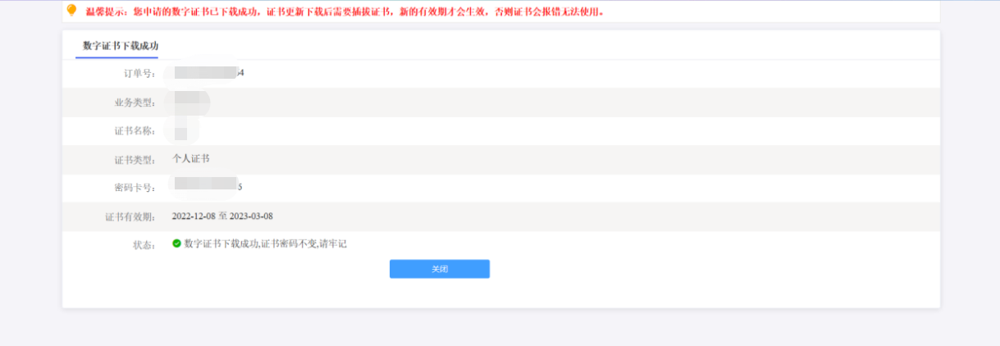 温馨提示：您申请的数字证书已下载成功，证书更新下载后需要插拔证书，新的有效期才会生效，否则证书会报错无法使用。
数字证书下载成功
订单号：4
业务类型：
证书名称：
证书类型：个人证书
密码卡号：5
证书有效期：2022-12-08 至 2023-03-08
状态：数字证书下载成功,证书密码不变,请牢记
关闭